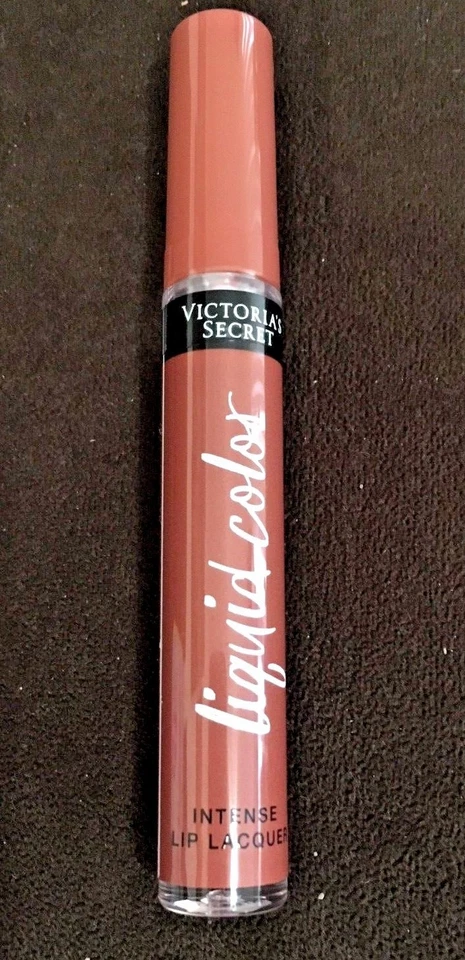 VICTORIA'S
SECRET
liquid color
INTENSE
LIP LACQUER